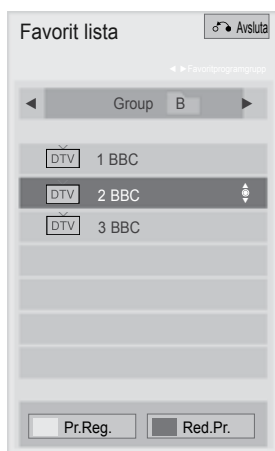 Favorit lista
Avsluta
◄ ►Favoritprogramgrupp
◄ Group B ►
DTV 1 BBC
DTV 2 BBC
DTV 3 BBC
Pr.Reg. Red.Pr.